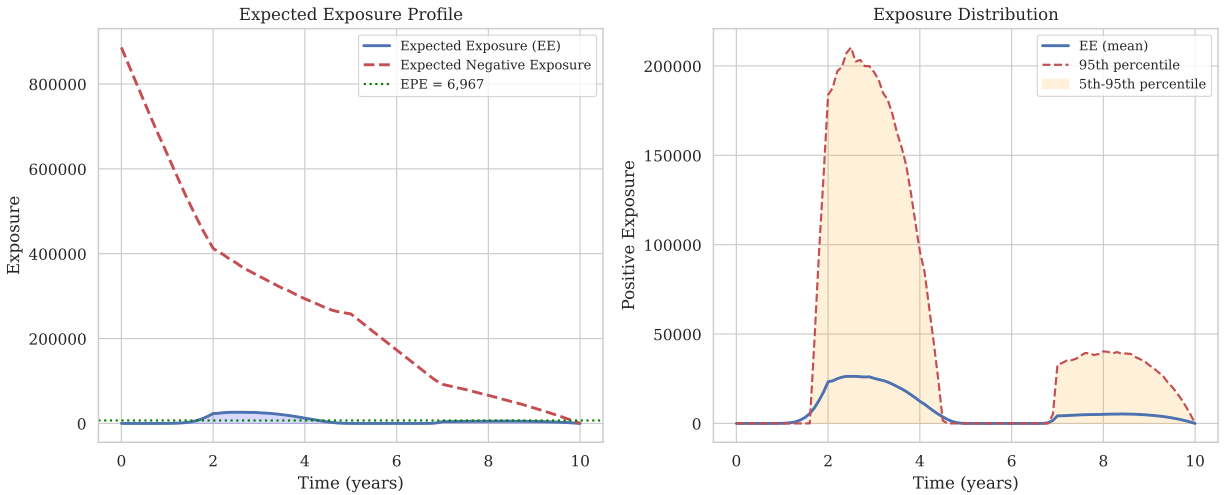 Expected Exposure Profile
Exposure
800000
600000
400000
200000
0
Expected Exposure (EE)
Expected Negative Exposure
EPE = 6,967
0 2 4 6 8 10
Time (years)
Exposure Distribution
Positive Exposure
200000
150000
100000
50000
0
EE (mean)
95th percentile
5th-95th percentile
0 2 4 6 8 10
Time (years)